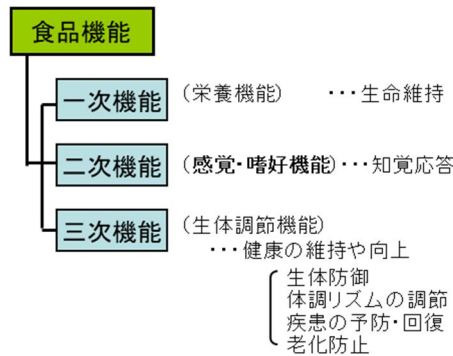 食品機能
一次機能 (栄養機能) ・・・生命維持
二次機能 (感覚・嗜好機能)・・・知覚応答
三次機能 (生体調節機能)
・・・健康の維持や向上
生体防御
体調リズムの調節
疾患の予防・回復
老化防止